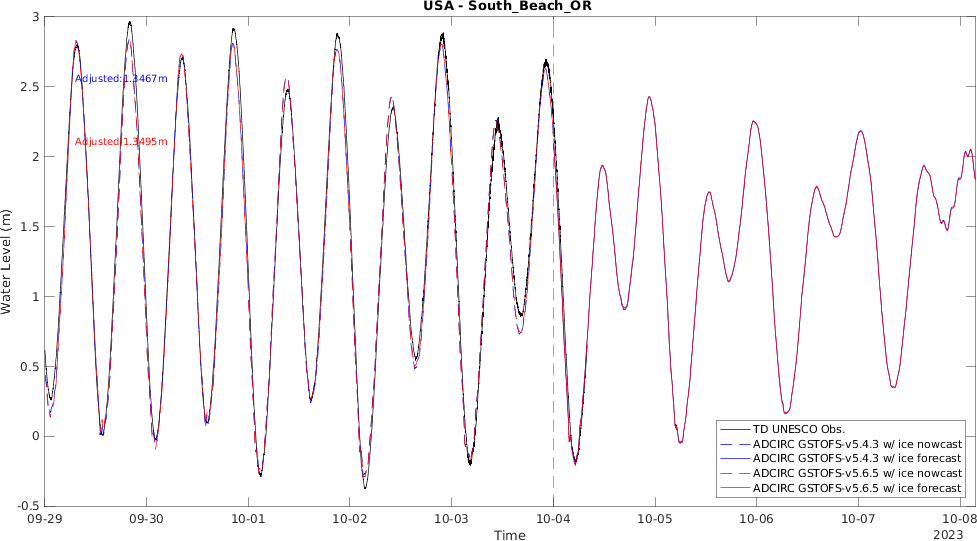 USA - South_Beach_OR
3
2.5
2
1.5
1
0.5
0
-0.5
Water Level (m)
Adjusted:1.3467m
Adjusted:1.3495m
TD UNESCO Obs.
ADCIRC GSTOFS-v5.4.3 w/ ice nowcast
ADCIRC GSTOFS-v5.4.3 w/ ice forecast
ADCIRC GSTOFS-v5.6.5 w/ ice nowcast
ADCIRC GSTOFS-v5.6.5 w/ ice forecast
09-29 09-30 10-01 10-02 10-03 10-04 10-05 10-06 10-07 10-08
Time
2023